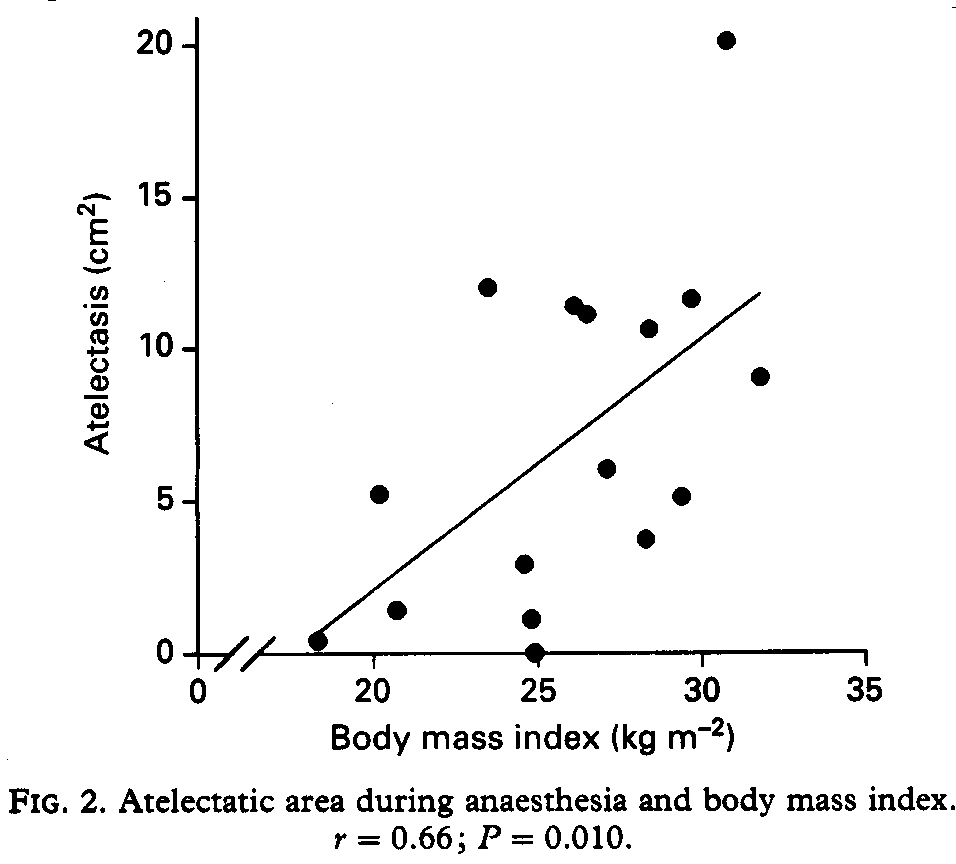 20
15
10
5
0
Atelectasis (cm²)
0 20 25 30 35
Body mass index (kg m⁻²)
FIG. 2. Atelectatic area during anaesthesia and body mass index.
r = 0.66; P = 0.010.